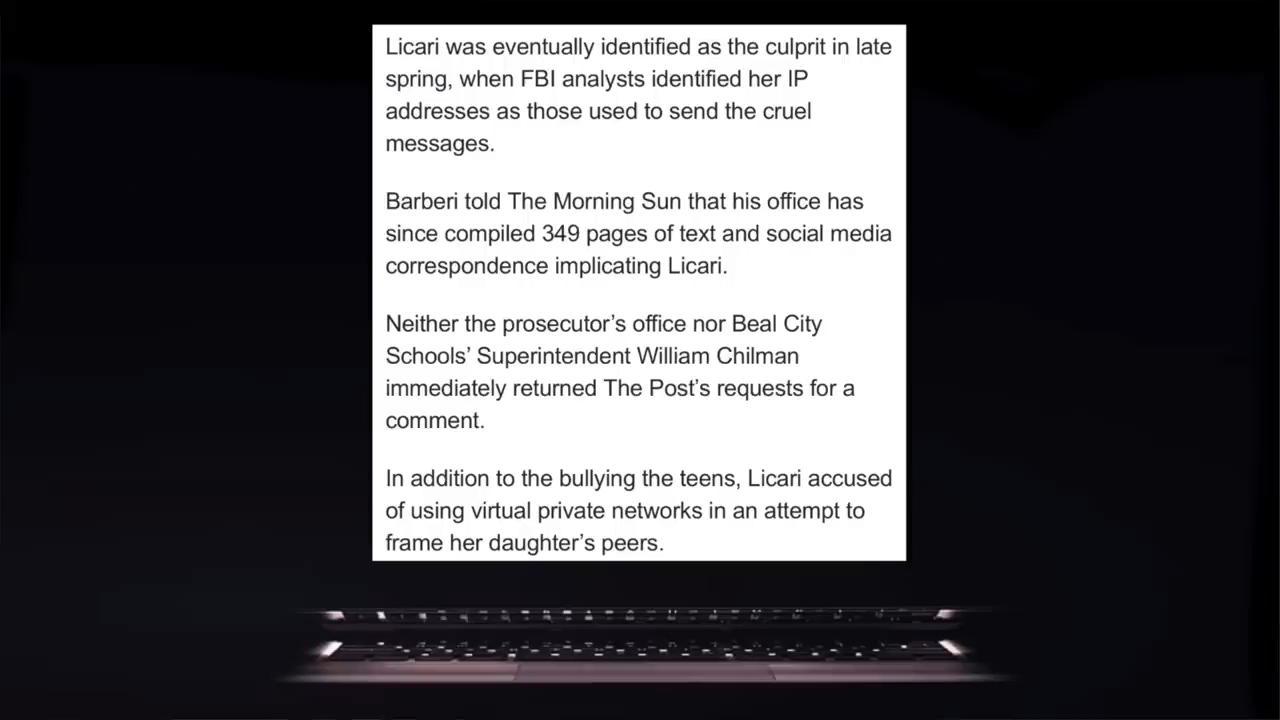 Licari was eventually identified as the culprit in late
spring, when FBI analysts identified her IP
addresses as those used to send the cruel
messages.
Barberi told The Morning Sun that his office has
since compiled 349 pages of text and social media
correspondence implicating Licari.
Neither the prosecutor’s office nor Beal City
Schools’ Superintendent William Chilman
immediately returned The Post’s requests for a
comment.
In addition to the bullying the teens, Licari accused
of using virtual private networks in an attempt to
frame her daughter’s peers.